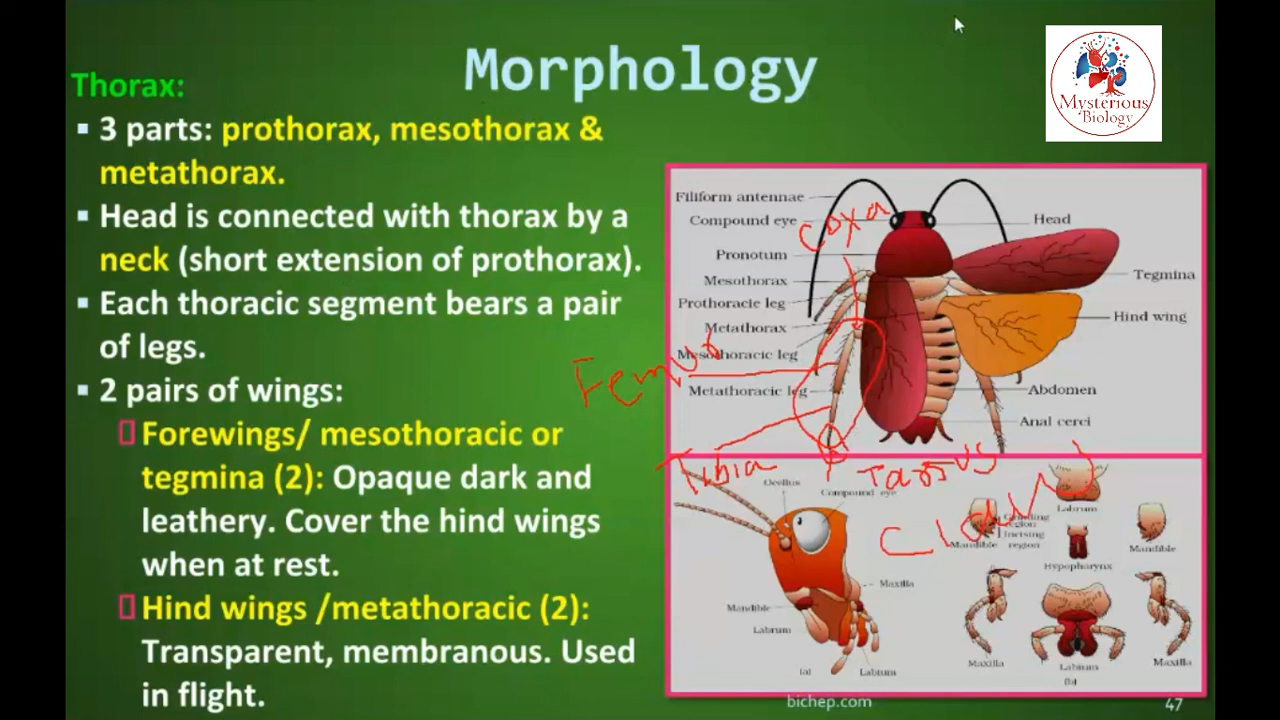 Morphology
Mysterious
Biology
Thorax:
▪ 3 parts: prothorax, mesothorax &
metathorax.
▪ Head is connected with thorax by a
neck (short extension of prothorax).
▪ Each thoracic segment bears a pair
of legs.
▪ 2 pairs of wings:
Forewings/ mesothoracic or
tegmina (2): Opaque dark and
leathery. Cover the hind wings
when at rest.
Hind wings /metathoracic (2):
Transparent, membranous. Used
in flight.
Filiform antennae
Compound eye
Pronotum
Mesothorax
Prothoracie leg
Metathorax
Mesothoracic leg
Metathoracic leg
Head
Tegmina
Hind wing
Abdomen
Anal cerci
Coxa
Femur
Tibia
Tarsus
Claw
Ocellus
Compound eye
Maxilla
Mandible
Labrum
Labium
(a)
Labrum
Grinding
region
Incising
region
Mandible
Mandible
Hypopharynx
Maxilla
Labium
Maxilla
(b)
bichep.com
47